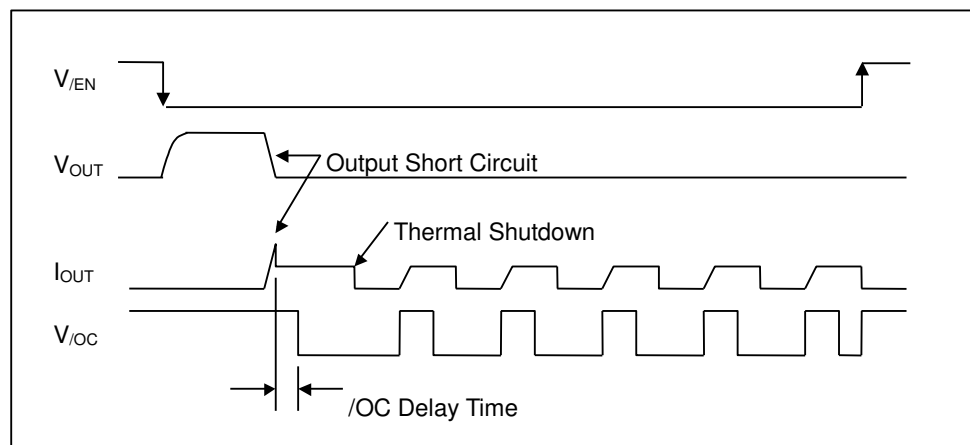 V/EN
VOUT
Output Short Circuit
Thermal Shutdown
IOUT
V/OC
/OC Delay Time